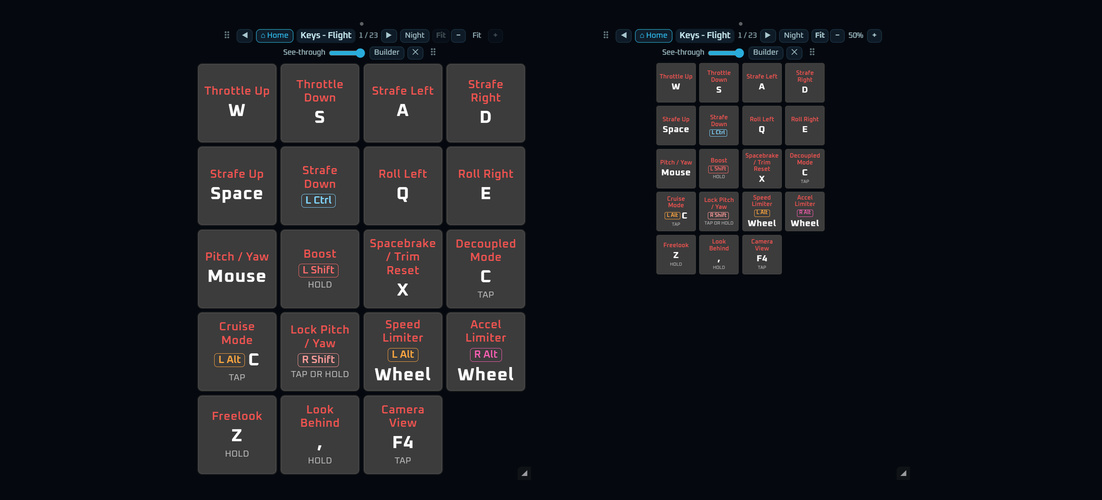 ◀ ⌂ Home Keys - Flight 1 / 23 ▶ Night Fit − Fit +
See-through Builder ✕
Throttle Up
W
Throttle
Down
S
Strafe Left
A
Strafe
Right
D
Strafe Up
Space
Strafe
Down
L Ctrl
Roll Left
Q
Roll Right
E
Pitch / Yaw
Mouse
Boost
L Shift
HOLD
Spacebrake
/ Trim
Reset
X
Decoupled
Mode
C
TAP
Cruise
Mode
L Alt C
TAP
Lock Pitch
/ Yaw
R Shift
TAP OR HOLD
Speed
Limiter
L Alt
Wheel
Accel
Limiter
R Alt
Wheel
Freelook
Z
HOLD
Look
Behind
,
HOLD
Camera
View
F4
TAP
◀ ⌂ Home Keys - Flight 1 / 23 ▶ Night Fit − 50% +
See-through Builder ✕
Throttle Up
W
Throttle
Down
S
Strafe Left
A
Strafe
Right
D
Strafe Up
Space
Strafe
Down
L Ctrl
Roll Left
Q
Roll Right
E
Pitch / Yaw
Mouse
Boost
L Shift
HOLD
Spacebrake
/ Trim
Reset
X
Decoupled
Mode
C
TAP
Cruise
Mode
L Alt C
TAP
Lock Pitch
/ Yaw
R Shift
TAP OR HOLD
Speed
Limiter
L Alt
Wheel
Accel
Limiter
R Alt
Wheel
Freelook
Z
HOLD
Look
Behind
,
HOLD
Camera
View
F4
TAP